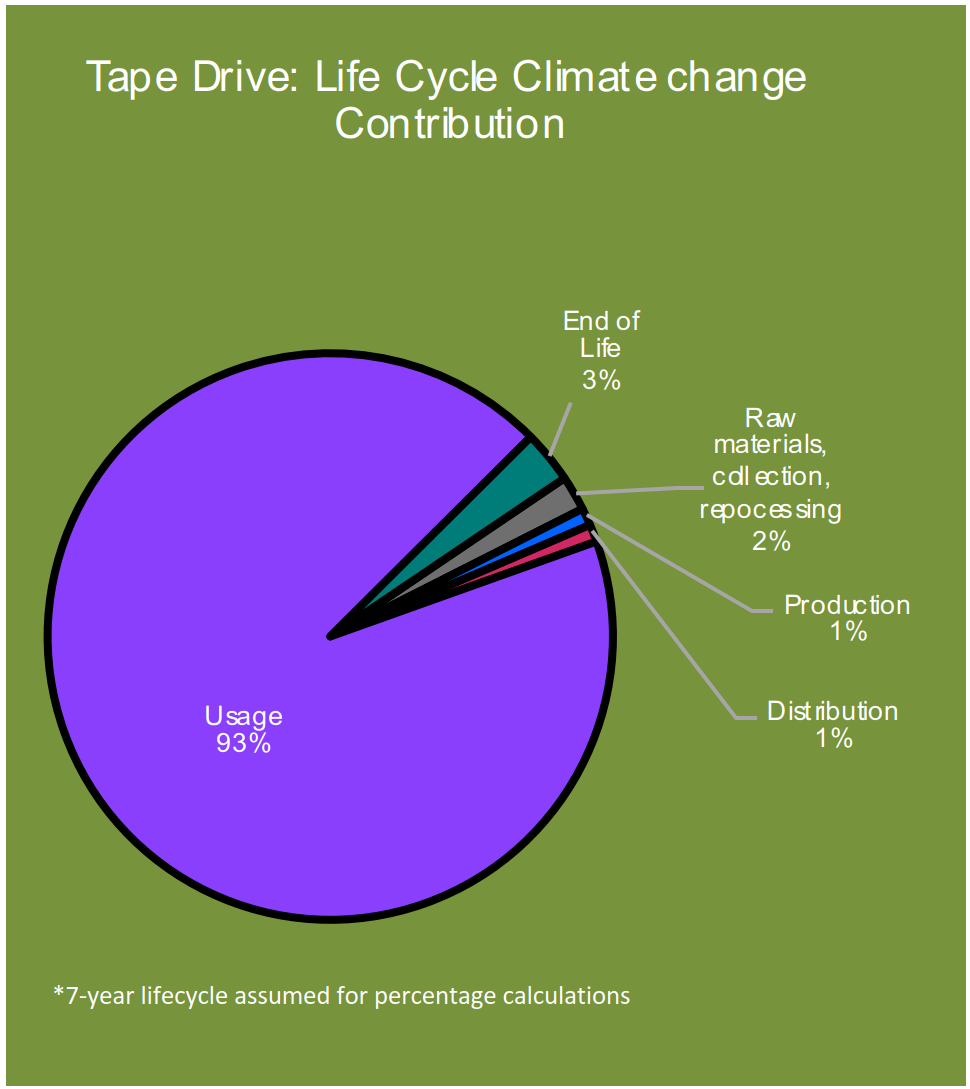 Tape Drive: Life Cycle Climate change
Contribution
End of
Life
3%
Raw
materials,
collection,
repocessing
2%
Production
1%
Distribution
1%
Usage
93%
*7-year lifecycle assumed for percentage calculations